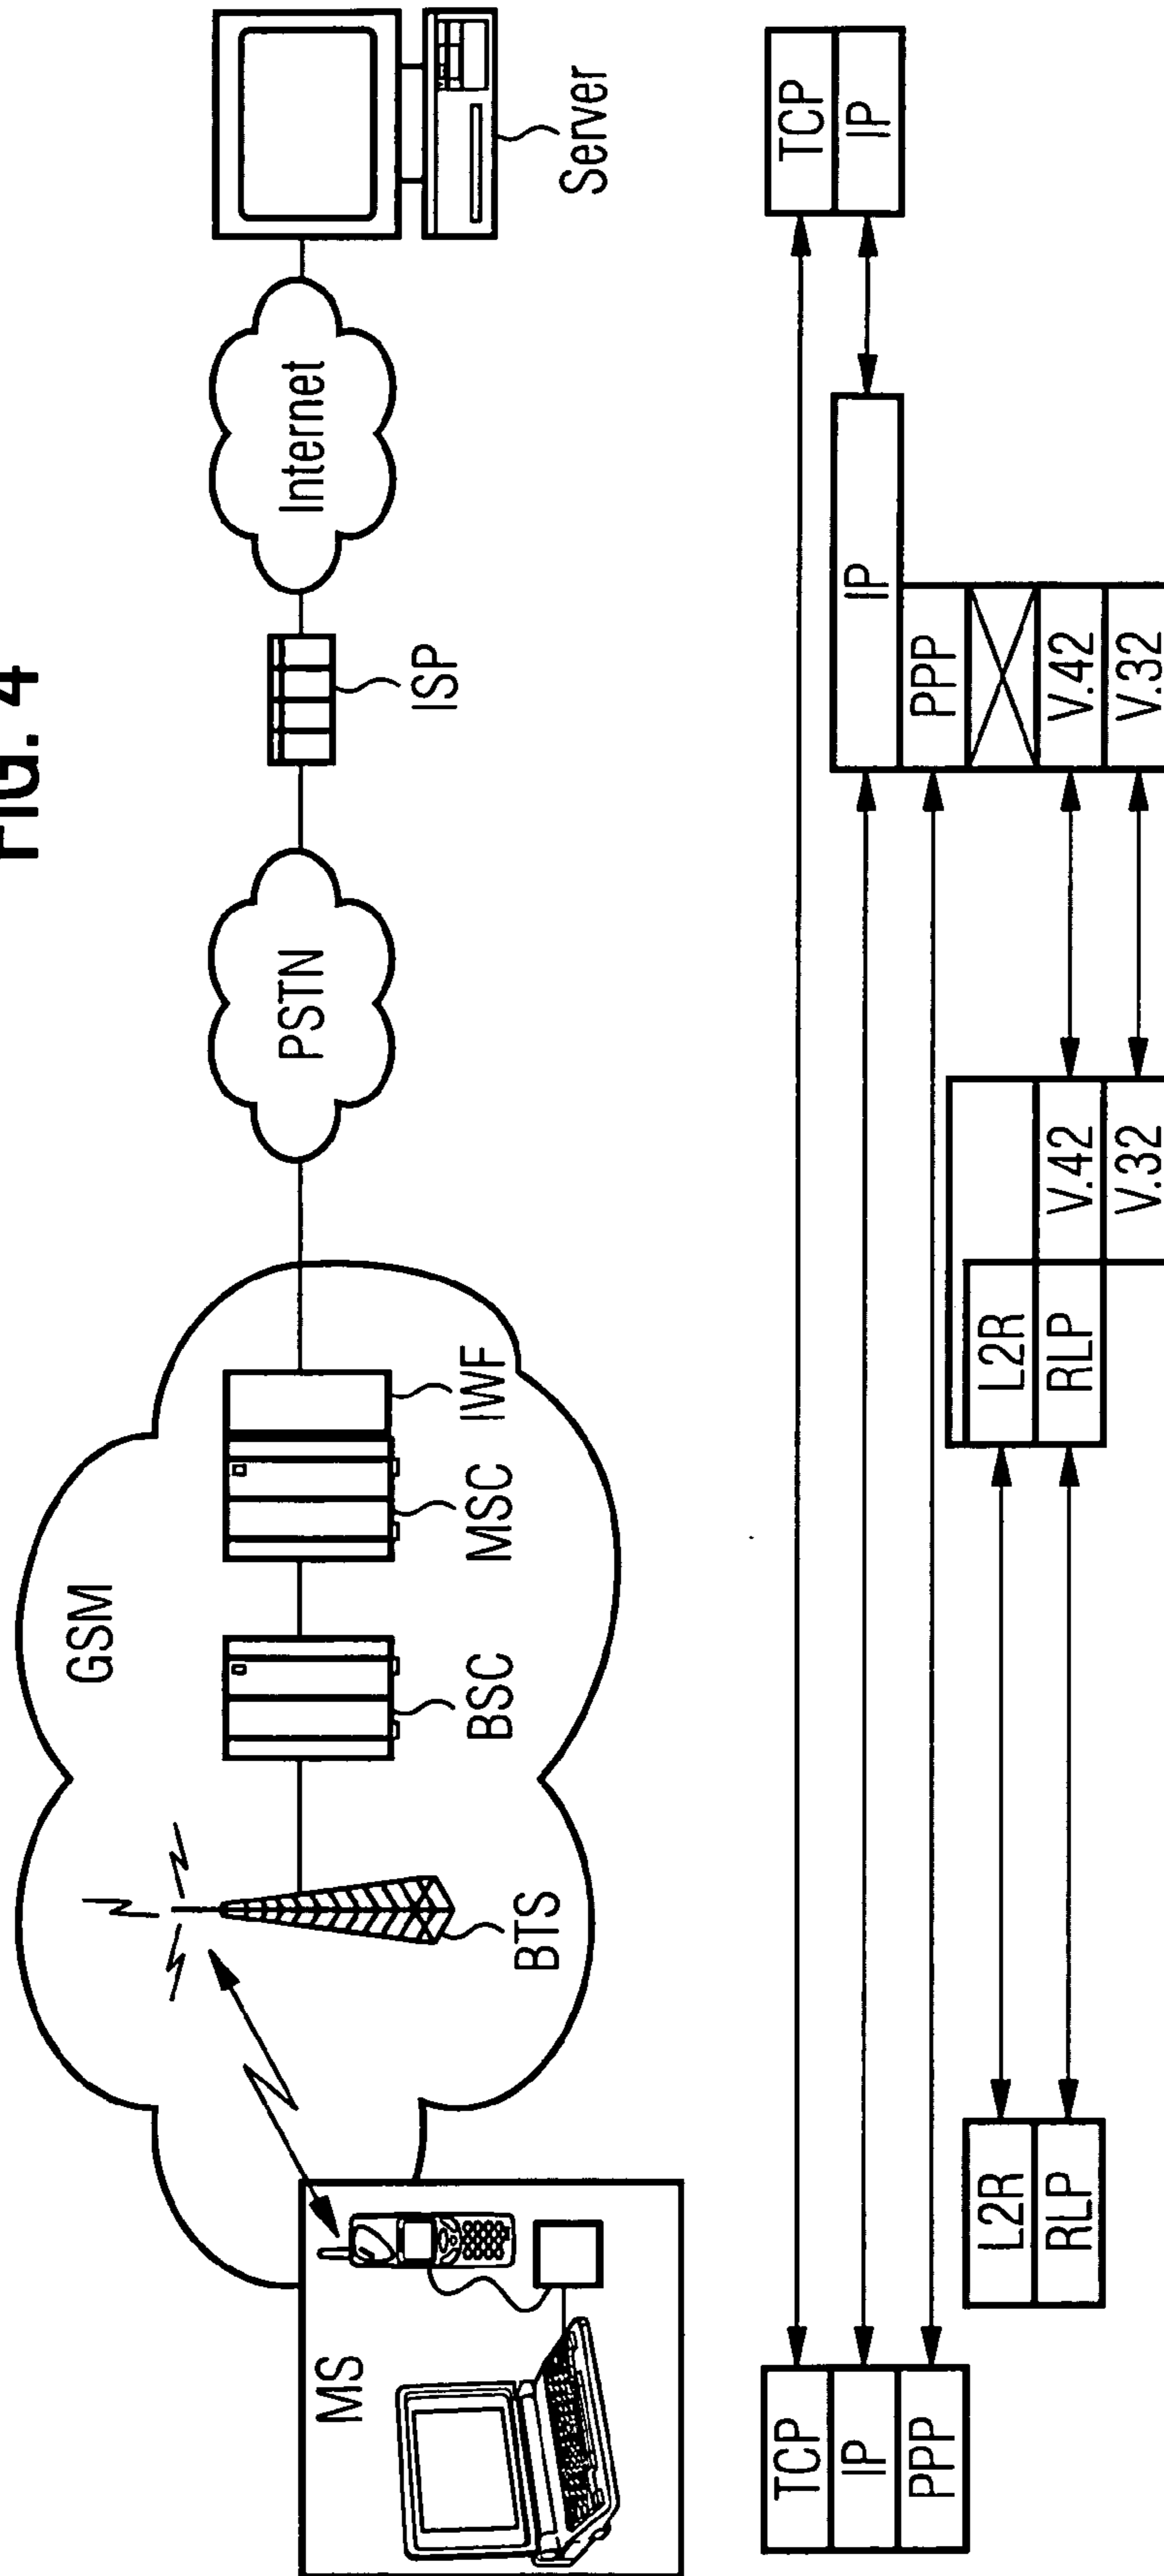 FIG. 4
GSM
MS
BTS
BSC
MSC
IWF
PSTN
ISP
Internet
Server
TCP
IP
PPP
L2R
RLP
L2R
RLP
V.42
V.32
IP
PPP
V.42
V.32
TCP
IP